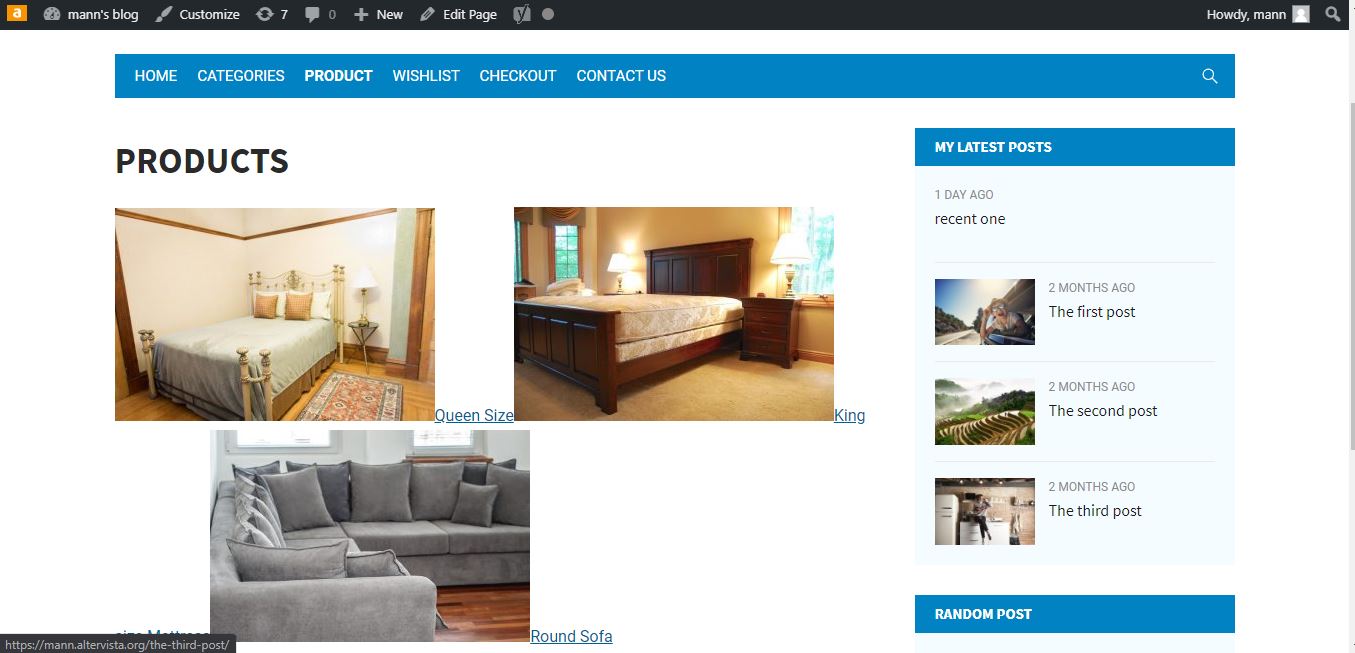 a mann's blog Customize 7 0 New Edit Page Howdy, mann
HOME CATEGORIES PRODUCT WISHLIST CHECKOUT CONTACT US
PRODUCTS
Queen Size
King
size Mattress
Round Sofa
MY LATEST POSTS
1 DAY AGO
recent one
2 MONTHS AGO
The first post
2 MONTHS AGO
The second post
2 MONTHS AGO
The third post
RANDOM POST
https://mann.altervista.org/the-third-post/